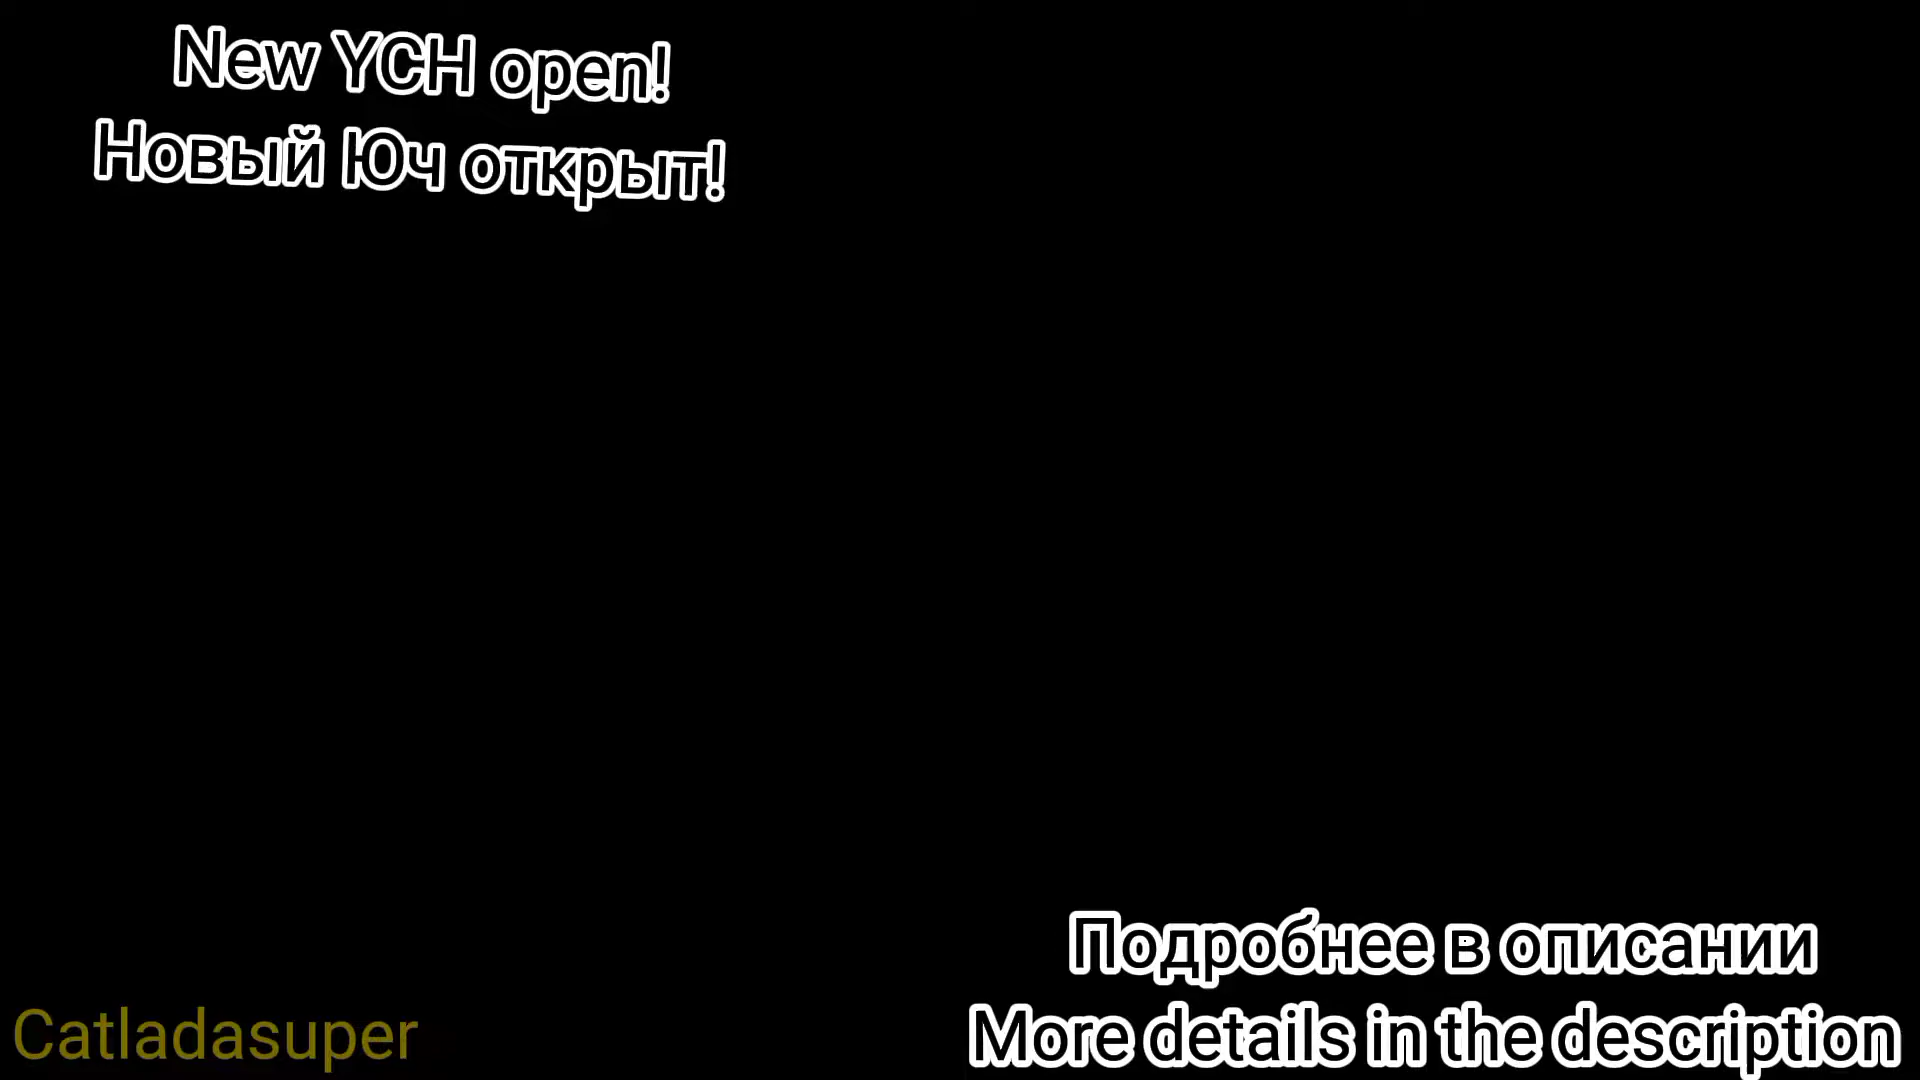 New YCH open!
Новый Юч открыт!
Подробнее в описании
More details in the description
Catladasuper